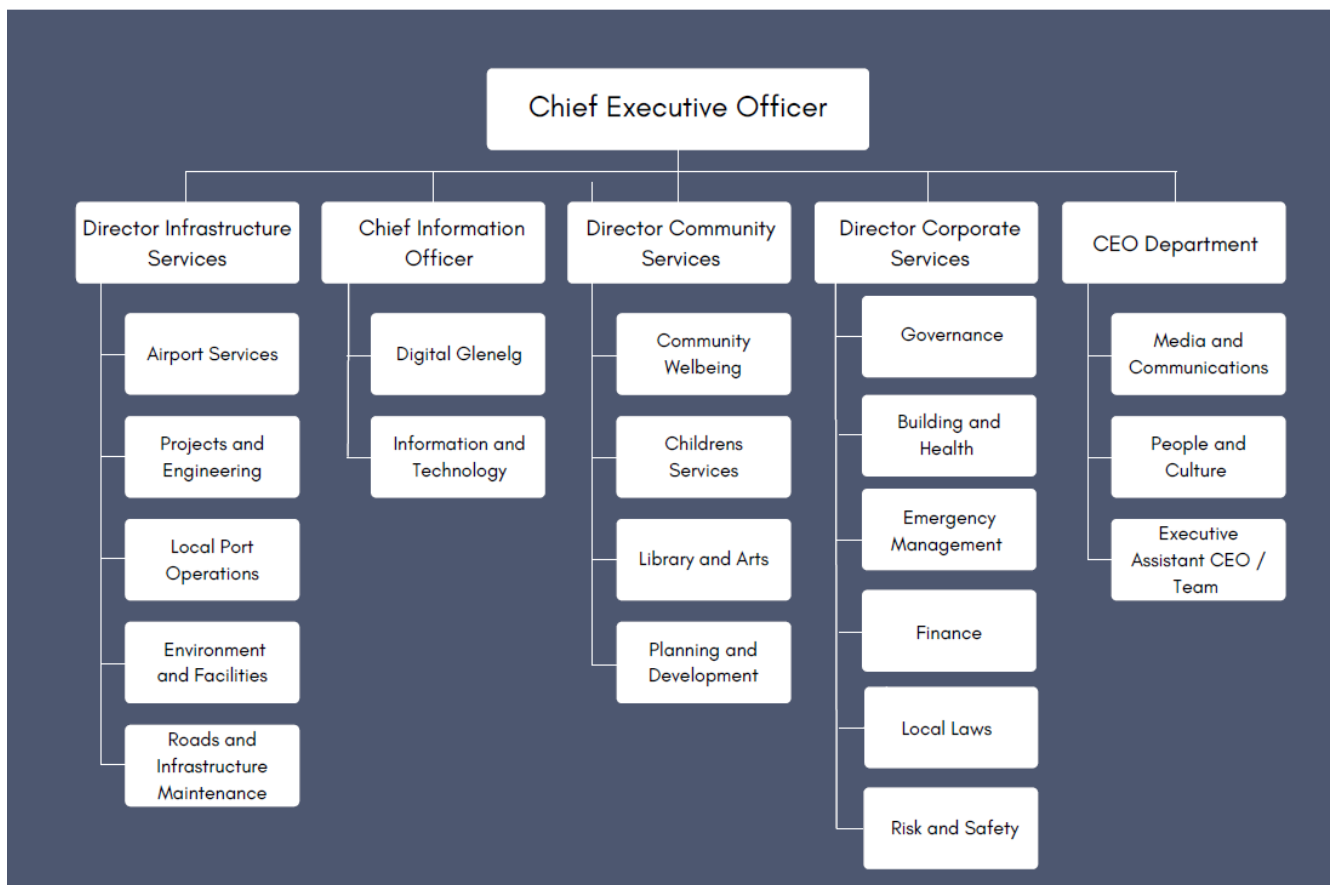 Chief Executive Officer
Director Infrastructure
Services
Airport Services
Projects and
Engineering
Local Port
Operations
Environment
and Facilities
Roads and
Infrastructure
Maintenance
Chief Information
Officer
Digital Glenelg
Information and
Technology
Director Community
Services
Community
Welbeing
Childrens
Services
Library and Arts
Planning and
Development
Director Corporate
Services
Governance
Building and
Health
Emergency
Management
Finance
Local Laws
Risk and Safety
CEO Department
Media and
Communications
People and
Culture
Executive
Assistant CEO /
Team